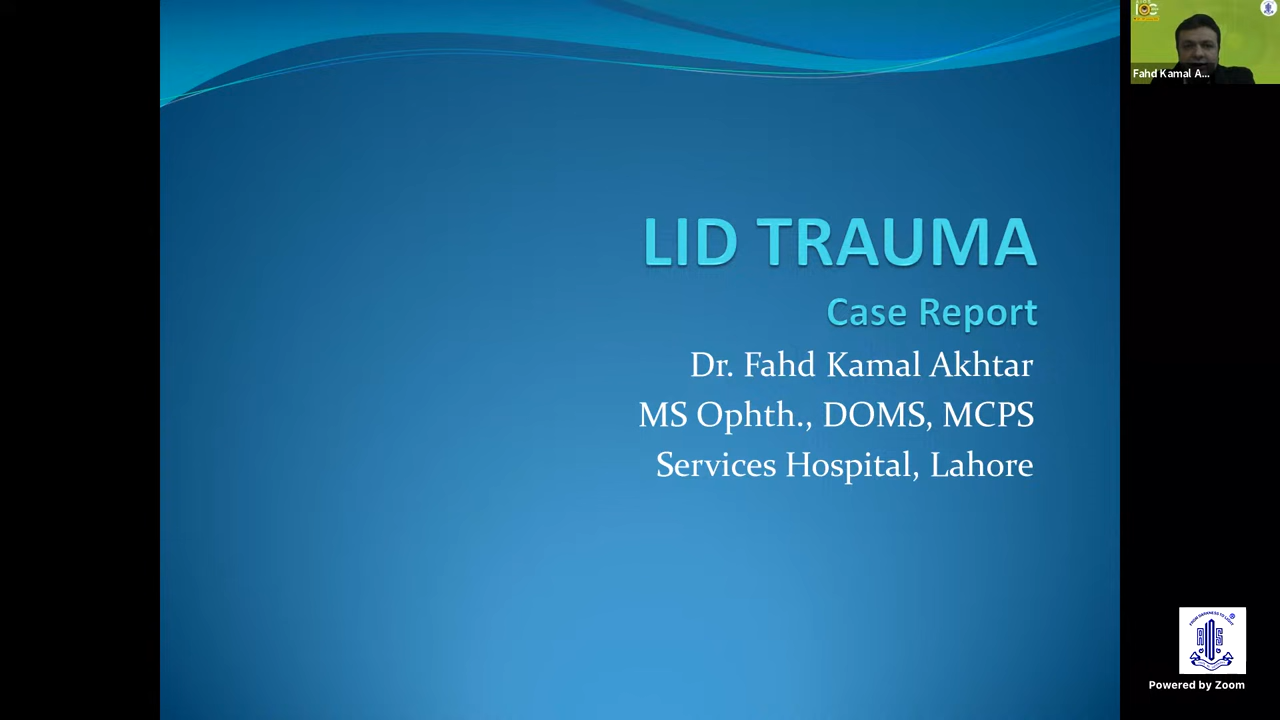 LID TRAUMA
Case Report
Dr. Fahd Kamal Akhtar
MS Ophth., DOMS, MCPS
Services Hospital, Lahore
Fahd Kamal A...
Powered by Zoom